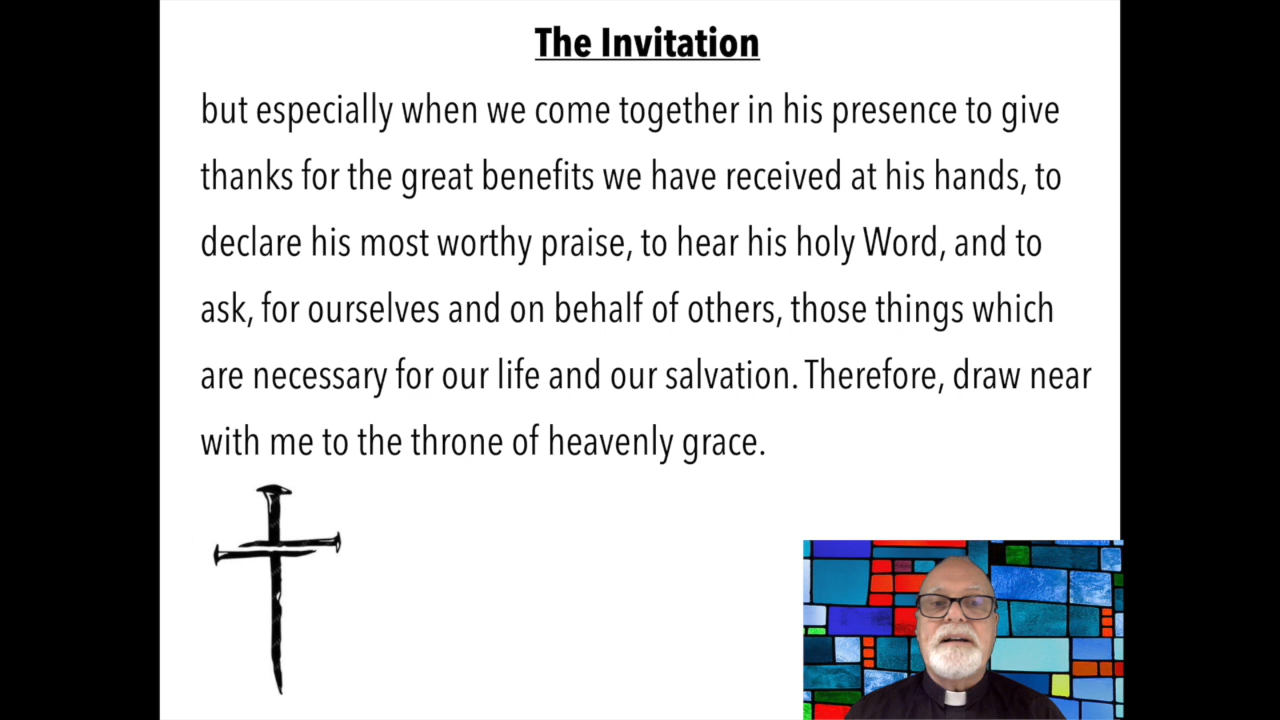 The Invitation
but especially when we come together in his presence to give
thanks for the great benefits we have received at his hands, to
declare his most worthy praise, to hear his holy Word, and to
ask, for ourselves and on behalf of others, those things which
are necessary for our life and our salvation. Therefore, draw near
with me to the throne of heavenly grace.